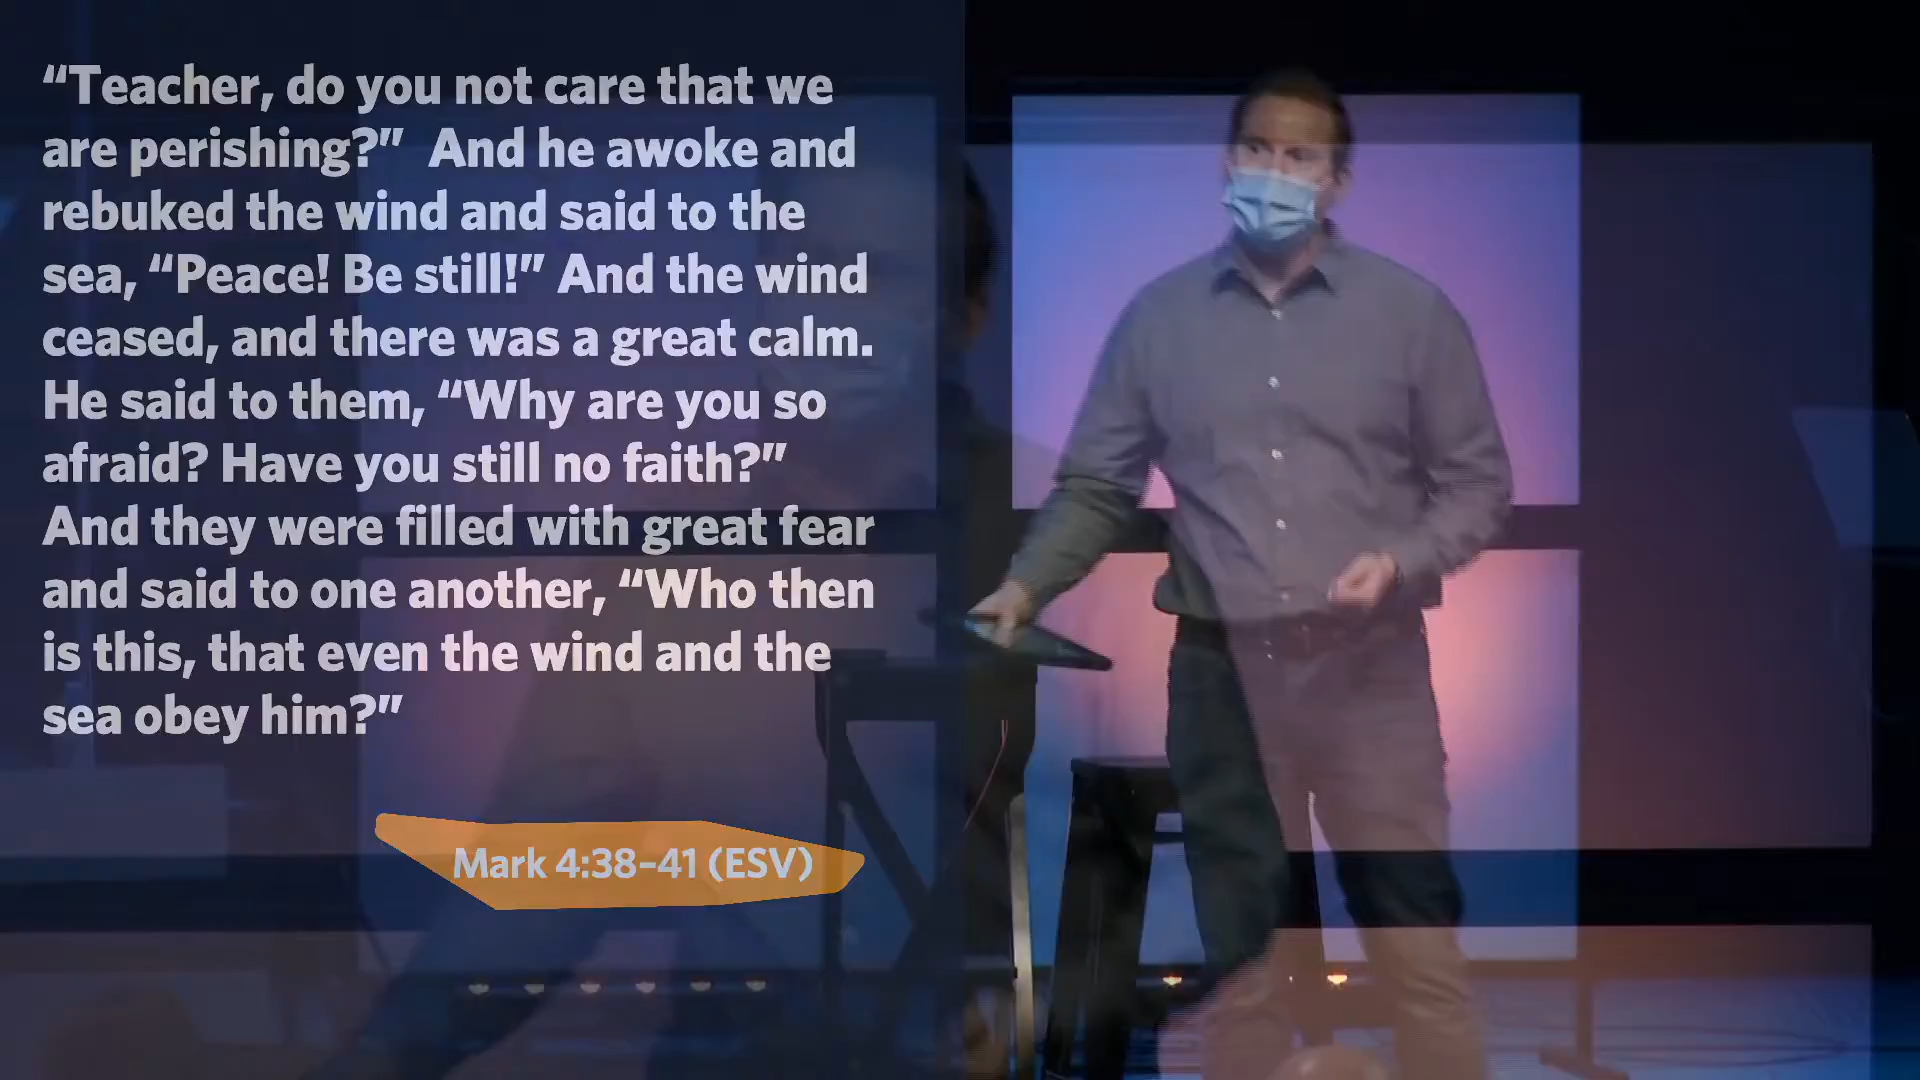 “Teacher, do you not care that we
are perishing?” And he awoke and
rebuked the wind and said to the
sea, “Peace! Be still!” And the wind
ceased, and there was a great calm.
He said to them, “Why are you so
afraid? Have you still no faith?”
And they were filled with great fear
and said to one another, “Who then
is this, that even the wind and the
sea obey him?”
Mark 4:38–41 (ESV)